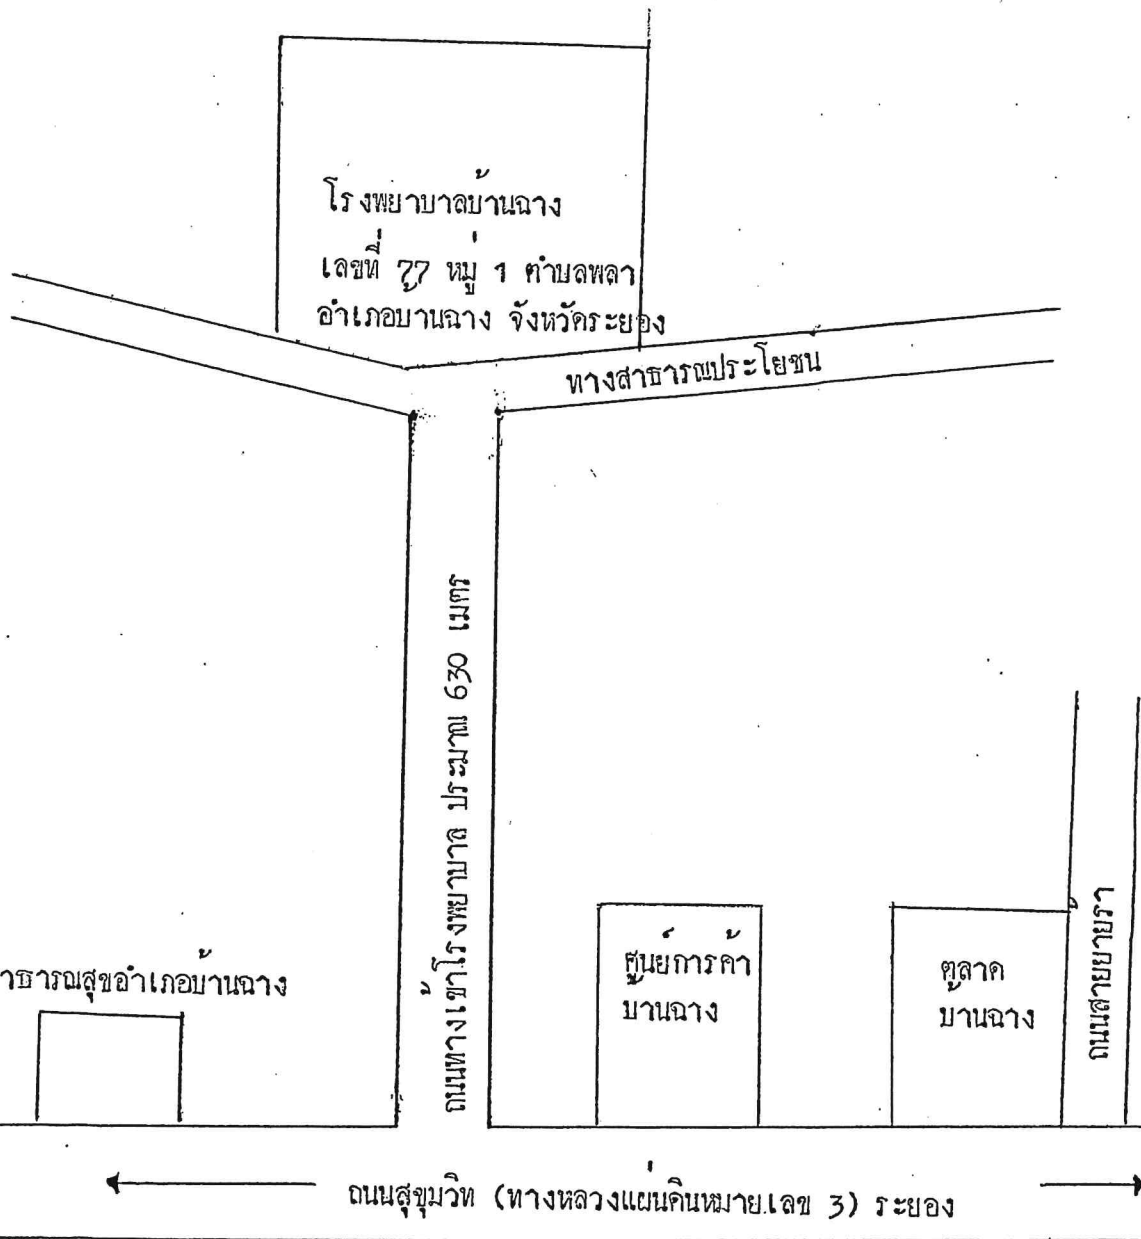 โรงพยาบาลบ้านฉาง
เลขที่ 77 หมู่ 1 ตำบลพลา
อำเภอบ้านฉาง จังหวัดระยอง
ทางสาธารณประโยชน
ถนนทางเข้าโรงพยาบาล ประมาณ 630 เมตร
าธารณสุขอำเภอบ้านฉาง
ศูนย์การค้า
บ้านฉาง
ตลาด
บ้านฉาง
ถนนสายยายรา
ถนนสุขุมวิท (ทางหลวงแผ่นดินหมายเลข 3) ระยอง